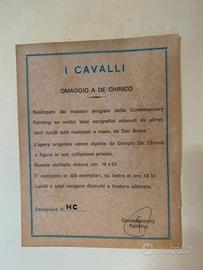 I CAVALLI
OMAGGIO A DE CHIRICO
Realizzato dai maestri artigiani della Contemporary
Painting su sedici telai serigrafici ottenuti da altret-
tanti lucidi tutti realizzati a mano da Dan Bravo.
L'opera originale venne dipinta da Giorgio De Chirico
e figura in una collezione privata.
Questo multiplo misura cm. 18 x 24.
E' realizzato in 300 esemplari, su lastra in oro 18 kt.
Lucidi e telai vengono distrutti a tiratura ultimata.
Esemplare n. HC
Contemporary
Painting
subito